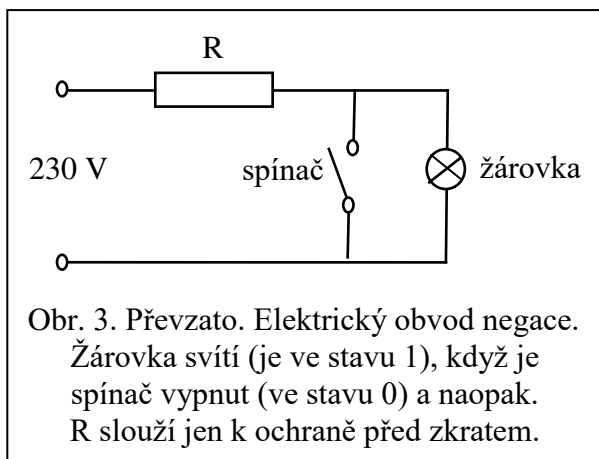 R
230 V
spínač
žárovka
Obr. 3. Převzato. Elektrický obvod negace.
Žárovka svítí (je ve stavu 1), když je
spínač vypnut (ve stavu 0) a naopak.
R slouží jen k ochraně před zkratem.